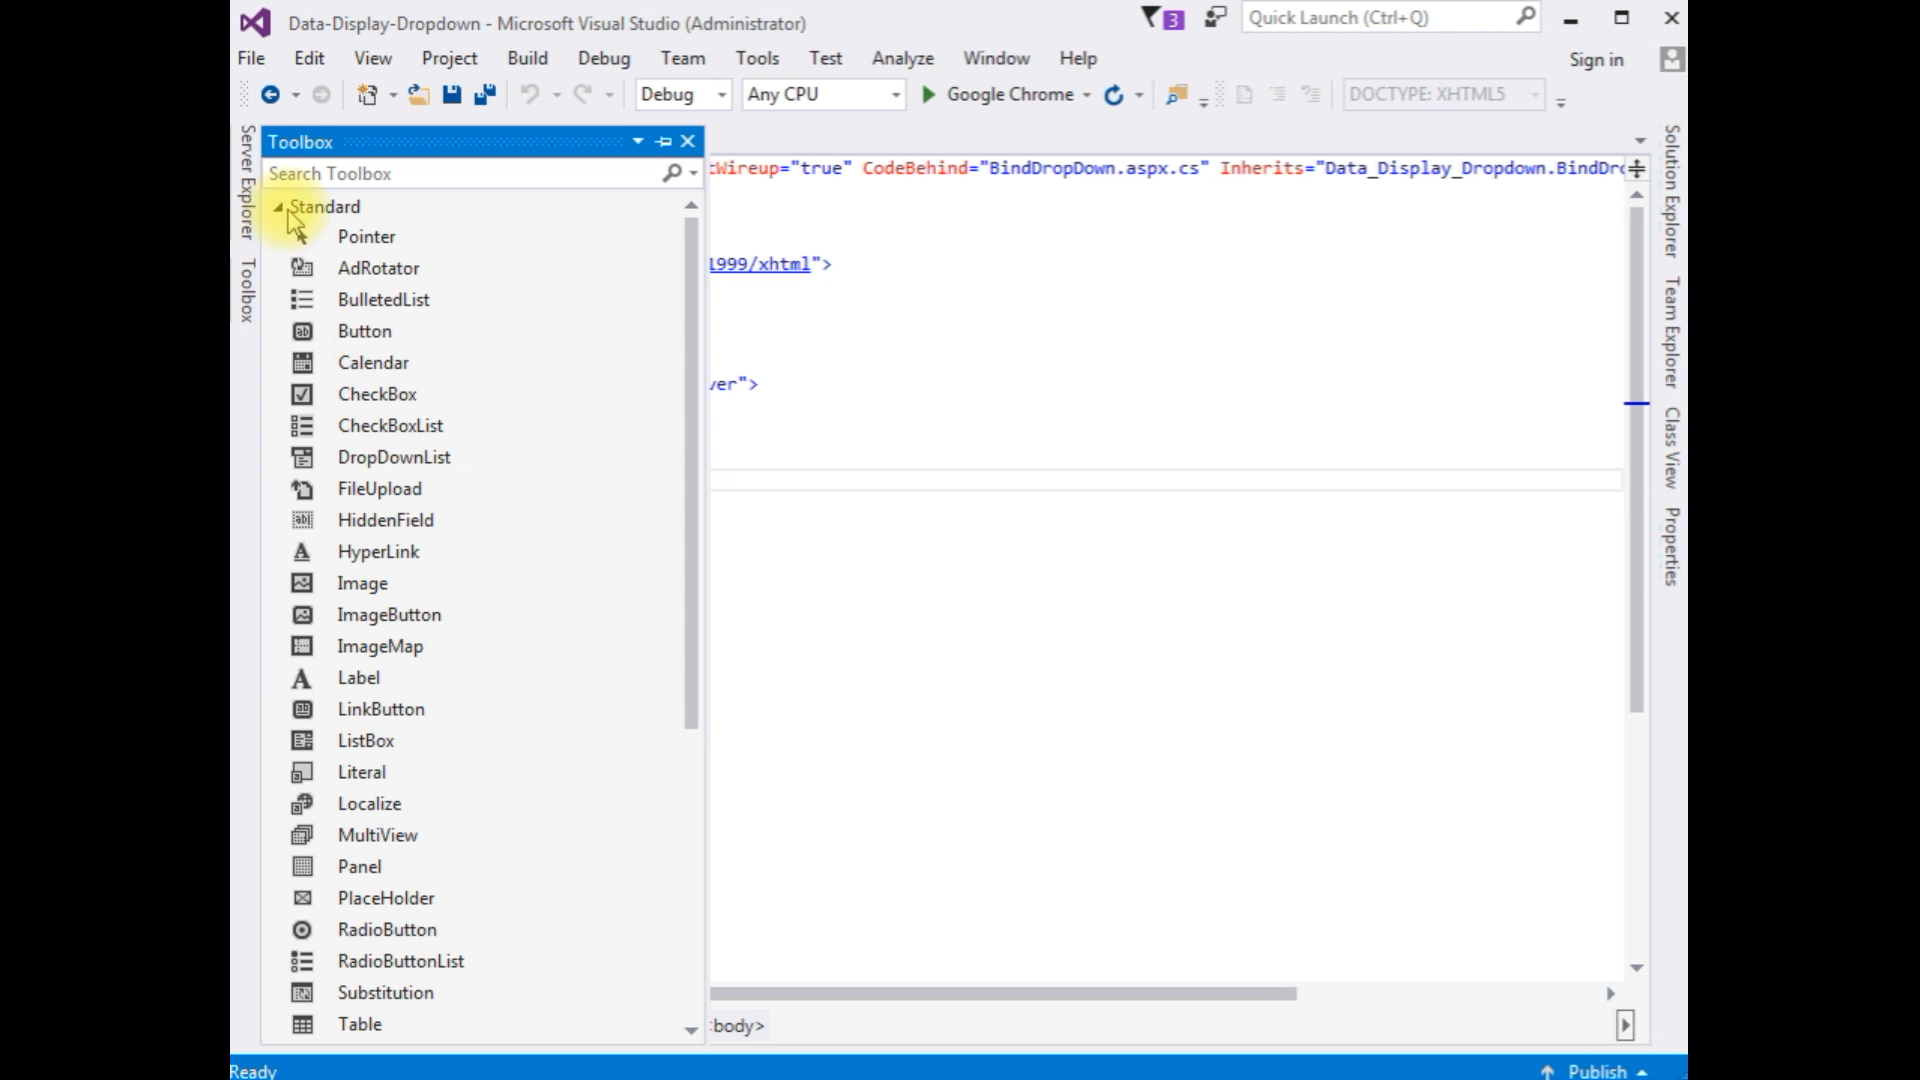 Data-Display-Dropdown - Microsoft Visual Studio (Administrator)
3
Quick Launch (Ctrl+Q)
File Edit View Project Build Debug Team Tools Test Analyze Window Help
Sign in
Debug
Any CPU
Google Chrome
DOCTYPE: XHTML5
Server Explorer
Toolbox
Toolbox
Search Toolbox
Standard
Pointer
AdRotator
BulletedList
Button
Calendar
CheckBox
CheckBoxList
DropDownList
FileUpload
HiddenField
HyperLink
Image
ImageButton
ImageMap
Label
LinkButton
ListBox
Literal
Localize
MultiView
Panel
PlaceHolder
RadioButton
RadioButtonList
Substitution
Table
tWireup="true" CodeBehind="BindDropDown.aspx.cs" Inherits="Data_Display_Dropdown.BindDro
1999/xhtml">
ver">
<body>
Solution Explorer
Team Explorer
Class View
Properties
Ready
Publish